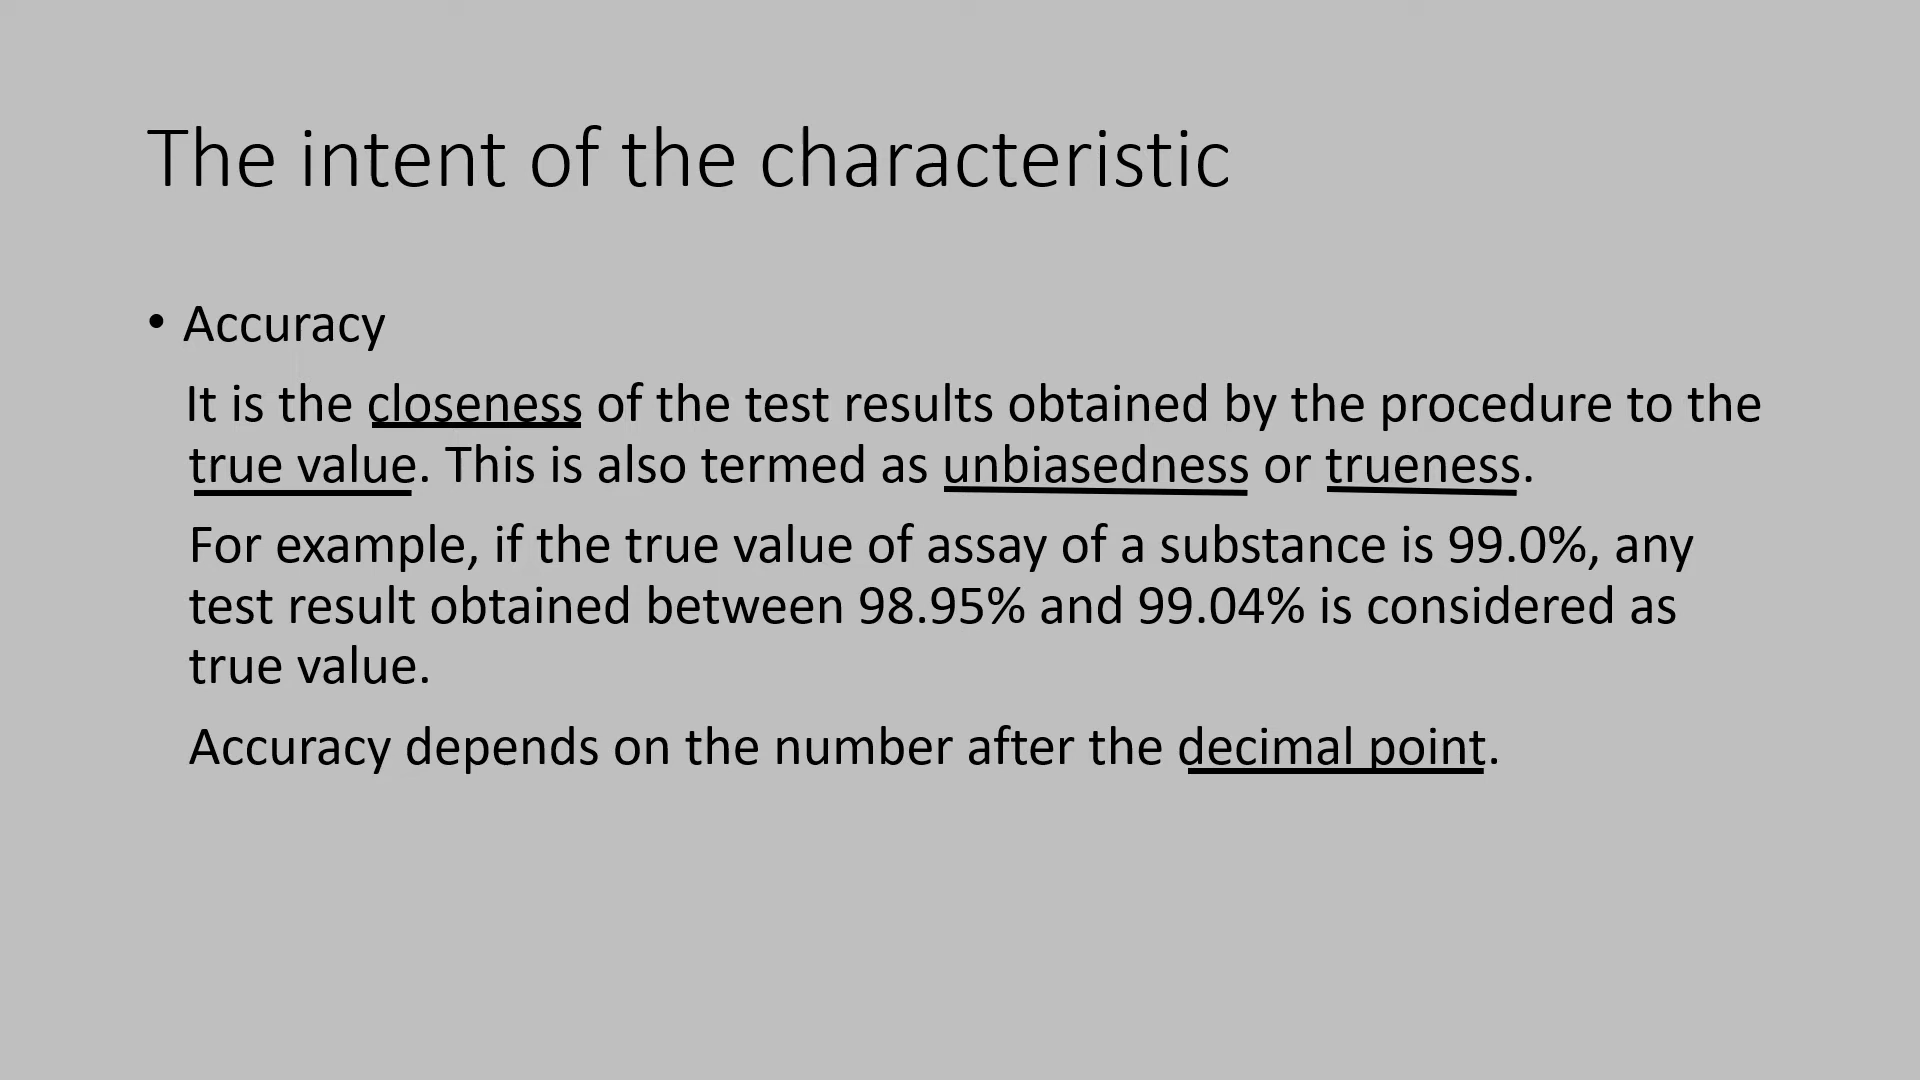 The intent of the characteristic
• Accuracy
It is the closeness of the test results obtained by the procedure to the
true value. This is also termed as unbiasedness or trueness.
For example, if the true value of assay of a substance is 99.0%, any
test result obtained between 98.95% and 99.04% is considered as
true value.
Accuracy depends on the number after the decimal point.